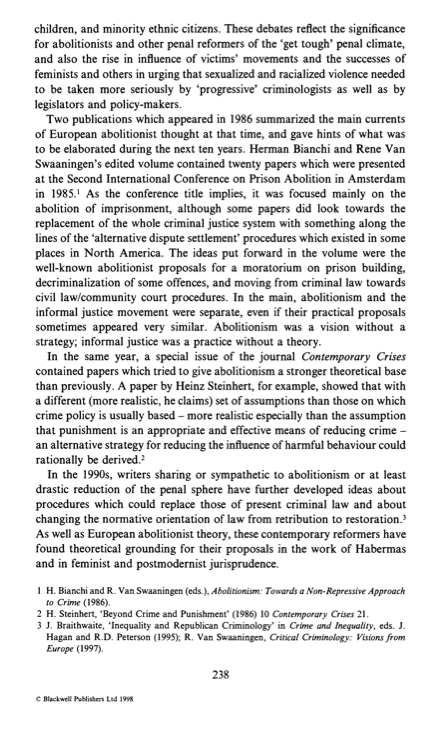 children, and minority ethnic citizens. These debates reflect the significance
for abolitionists and other penal reformers of the 'get tough' penal climate,
and also the rise in influence of victims' movements and the successes of
feminists and others in urging that sexualized and racialized violence needed
to be taken more seriously by 'progressive' criminologists as well as by
legislators and policy-makers.
Two publications which appeared in 1986 summarized the main currents
of European abolitionist thought at that time, and gave hints of what was
to be elaborated during the next ten years. Herman Bianchi and Rene Van
Swaaningen's edited volume contained twenty papers which were presented
at the Second International Conference on Prison Abolition in Amsterdam
in 1985.¹ As the conference title implies, it was focused mainly on the
abolition of imprisonment, although some papers did look towards the
replacement of the whole criminal justice system with something along the
lines of the 'alternative dispute settlement' procedures which existed in some
places in North America. The ideas put forward in the volume were the
well-known abolitionist proposals for a moratorium on prison building,
decriminalization of some offences, and moving from criminal law towards
civil law/community court procedures. In the main, abolitionism and the
informal justice movement were separate, even if their practical proposals
sometimes appeared very similar. Abolitionism was a vision without a
strategy; informal justice was a practice without a theory.
In the same year, a special issue of the journal Contemporary Crises
contained papers which tried to give abolitionism a stronger theoretical base
than previously. A paper by Heinz Steinhert, for example, showed that with
a different (more realistic, he claims) set of assumptions than those on which
crime policy is usually based – more realistic especially than the assumption
that punishment is an appropriate and effective means of reducing crime –
an alternative strategy for reducing the influence of harmful behaviour could
rationally be derived.²
In the 1990s, writers sharing or sympathetic to abolitionism or at least
drastic reduction of the penal sphere have further developed ideas about
procedures which could replace those of present criminal law and about
changing the normative orientation of law from retribution to restoration.³
As well as European abolitionist theory, these contemporary reformers have
found theoretical grounding for their proposals in the work of Habermas
and in feminist and postmodernist jurisprudence.
1 H. Bianchi and R. Van Swaaningen (eds.), Abolitionism: Towards a Non-Repressive Approach
to Crime (1986).
2 H. Steinhert, 'Beyond Crime and Punishment' (1986) 10 Contemporary Crises 21.
3 J. Braithwaite, 'Inequality and Republican Criminology' in Crime and Inequality, eds. J.
Hagan and R.D. Peterson (1995); R. Van Swaaningen, Critical Criminology: Visions from
Europe (1997).
238
© Blackwell Publishers Ltd 1998